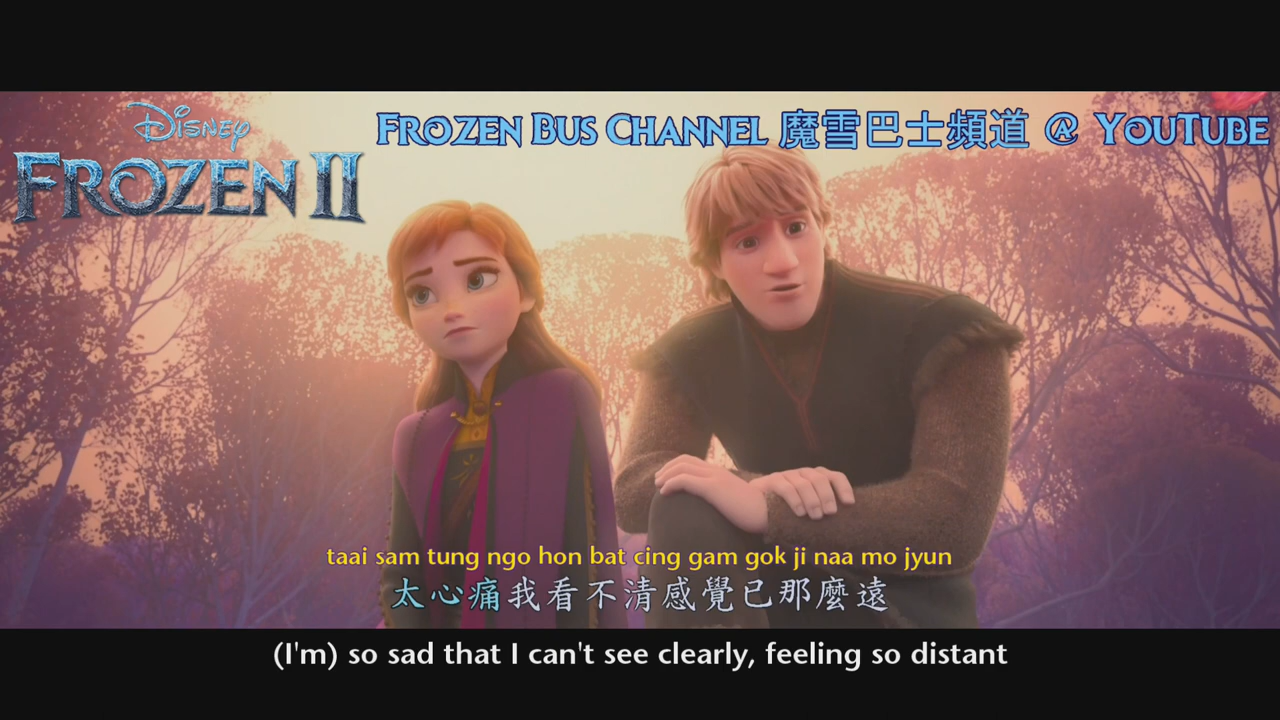 Disney
FROZEN II
FROZEN BUS CHANNEL 魔雪巴士頻道 @ YOUTUBE
taai sam tung ngo hon bat cing gam gok ji naa mo jyun
太心痛我看不清感覺已那麼遠
(I'm) so sad that I can't see clearly, feeling so distant